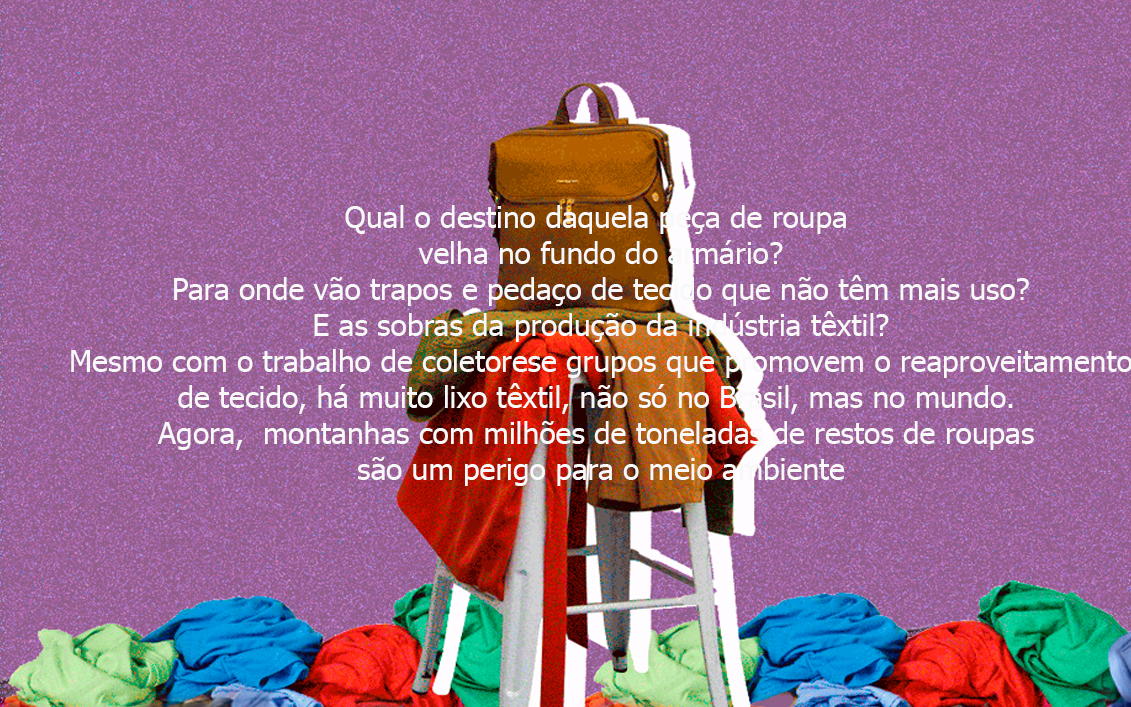 Qual o destino daquela peça de roupa
velha no fundo do armário?
Para onde vão trapos e pedaço de tecido que não têm mais uso?
E as sobras da produção da indústria têxtil?
Mesmo com o trabalho de coletorese grupos que promovem o reaproveitamento
de tecido, há muito lixo têxtil, não só no Brasil, mas no mundo.
Agora,  montanhas com milhões de toneladas de restos de roupas
são um perigo para o meio ambiente